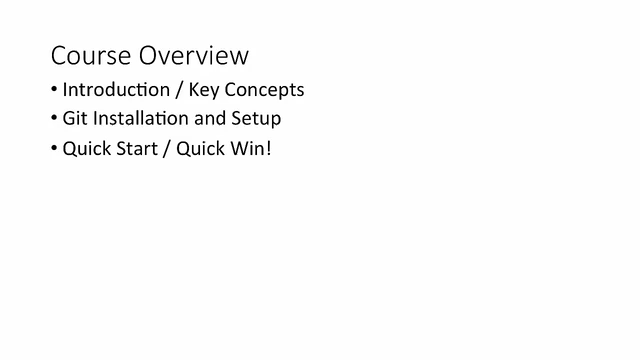 Course Overview
• Introduction / Key Concepts
• Git Installation and Setup
• Quick Start / Quick Win!